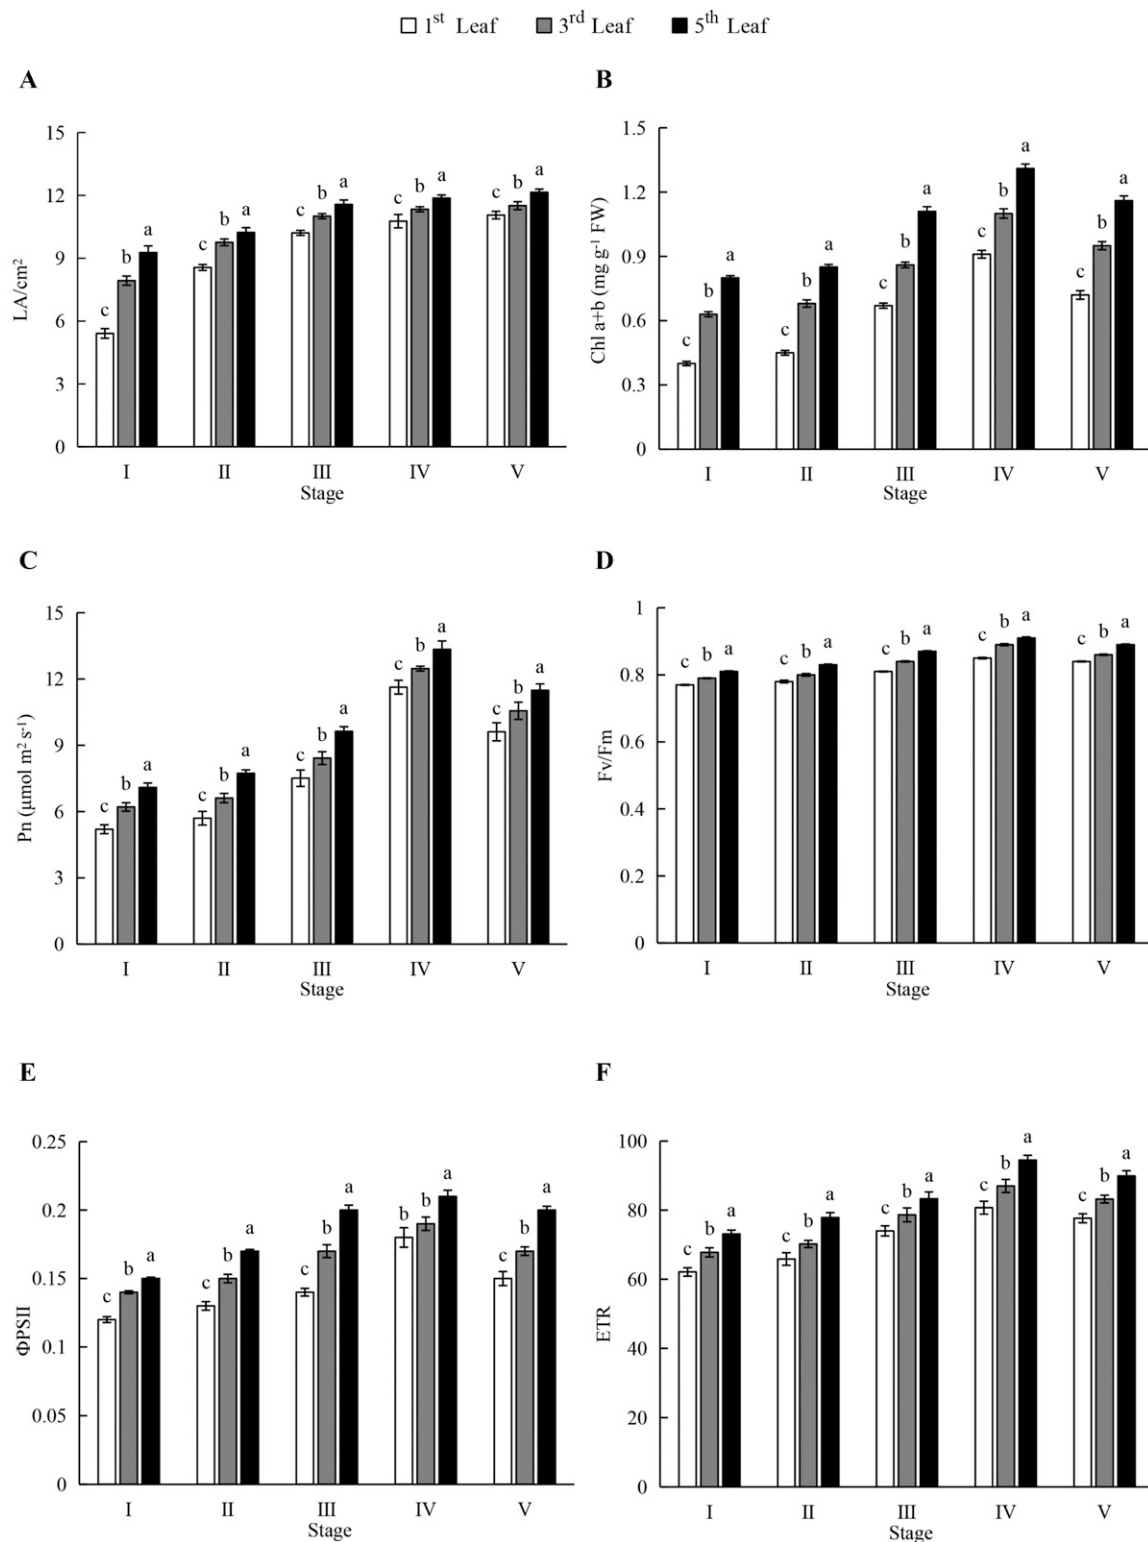 1st Leaf 3rd Leaf 5th Leaf
A
15
12
9
6
3
0
LA/cm²
c b a c b a c b a c b a c b a
I II III IV V
Stage
B
1.5
1.2
0.9
0.6
0.3
0
Chl a+b (mg g⁻¹ FW)
c b a c b a c b a c b a c b a
I II III IV V
Stage
C
15
12
9
6
3
0
Pn (μmol m² s⁻¹)
c b a c b a c b a c b a c b a
I II III IV V
Stage
D
1
0.8
0.6
0.4
0.2
0
Fv/Fm
c b a c b a c b a c b a c b a
I II III IV V
Stage
E
0.25
0.2
0.15
0.1
0.05
0
ΦPSII
c b a c b a c b a b b a c b a
I II III IV V
Stage
F
100
80
60
40
20
0
ETR
c b a c b a c b a c b a c b a
I II III IV V
Stage